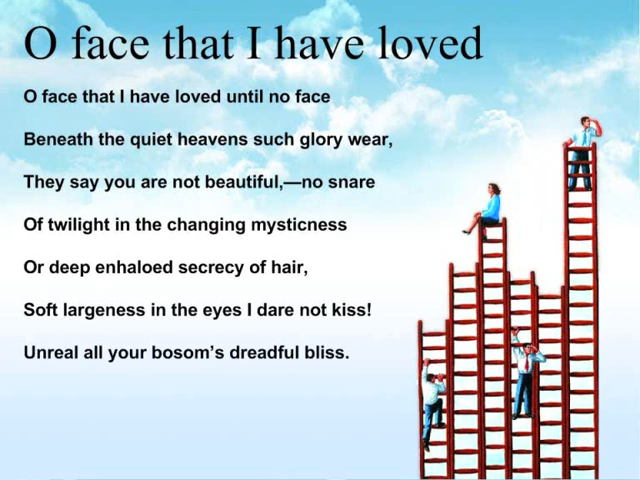 O face that I have loved
O face that I have loved until no face
Beneath the quiet heavens such glory wear,
They say you are not beautiful,—no snare
Of twilight in the changing mysticness
Or deep enhaloed secrecy of hair,
Soft largeness in the eyes I dare not kiss!
Unreal all your bosom’s dreadful bliss.